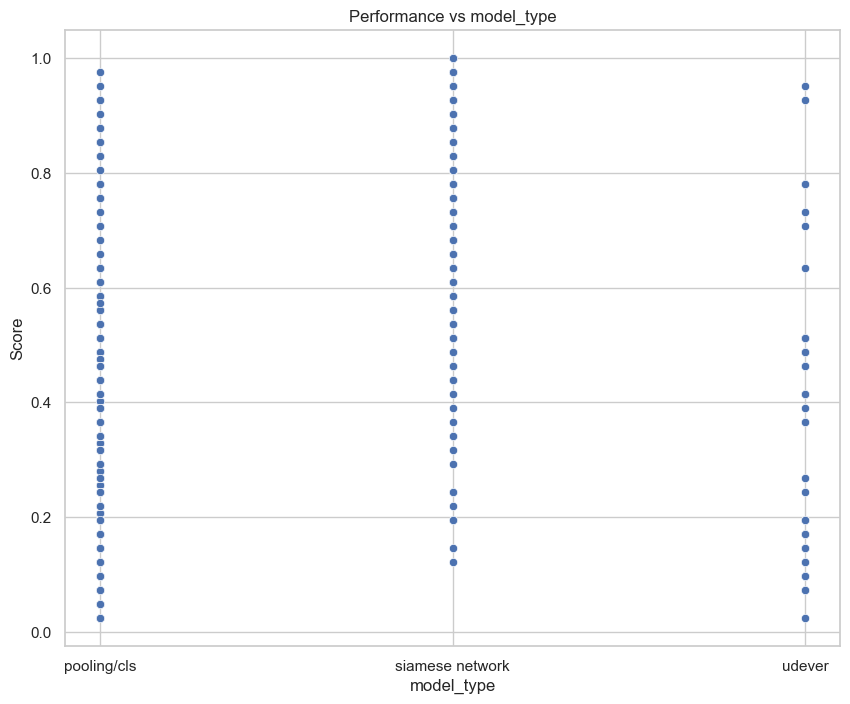 Performance vs model_type
1.0
0.8
0.6
0.4
0.2
0.0
Score
pooling/cls
siamese network
udever
model_type